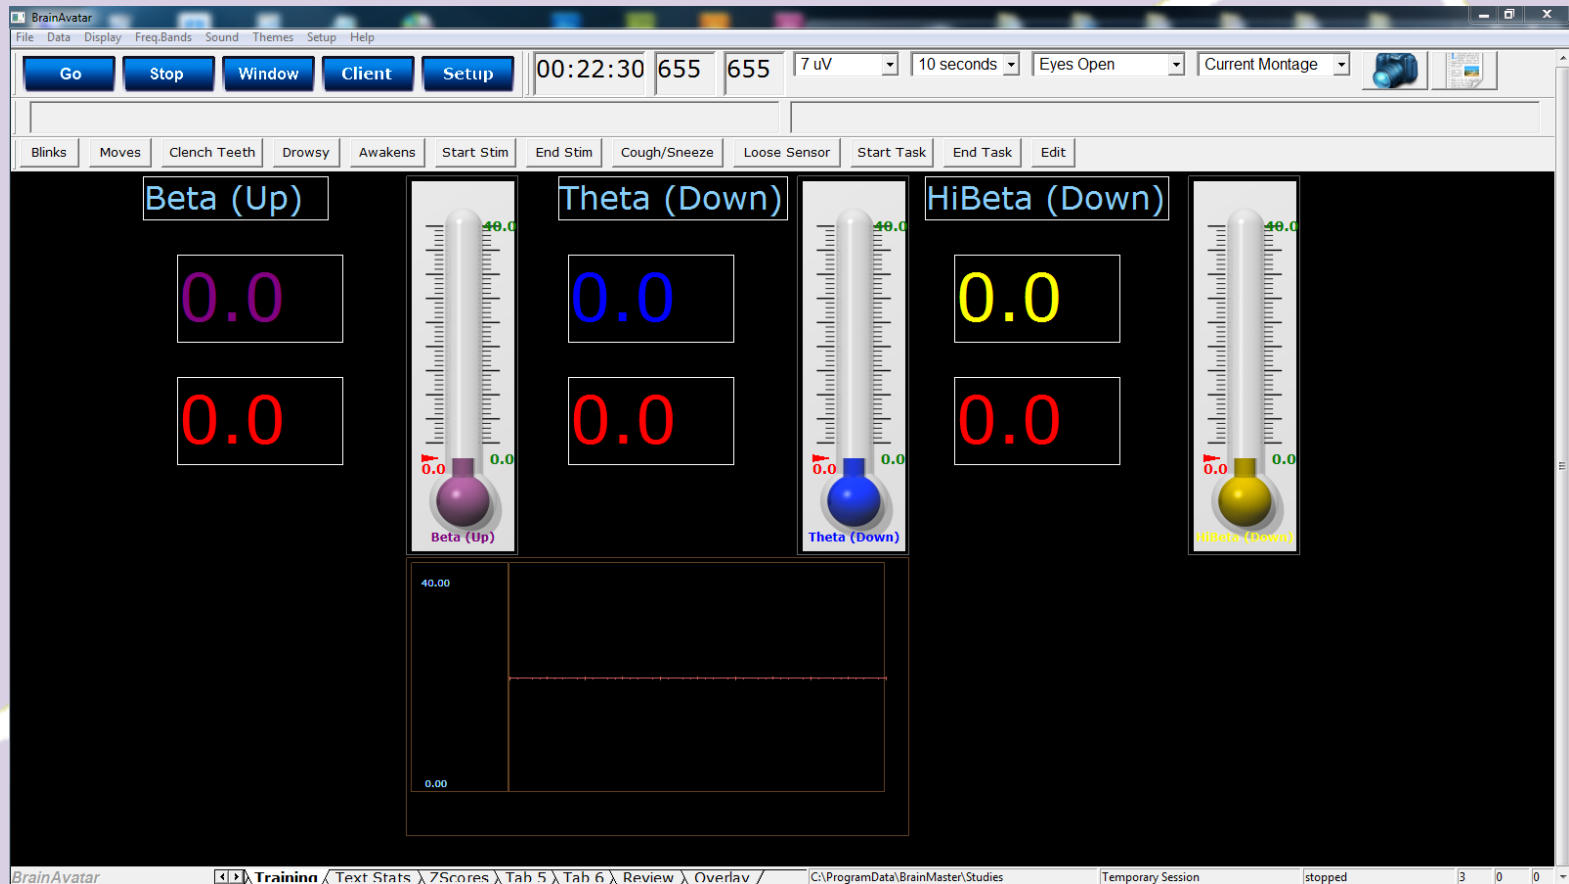 BrainAvatar
File Data Display Freq.Bands Sound Themes Setup Help
Go Stop Window Client Setup 00:22:30 655 655 7 uV 10 seconds Eyes Open Current Montage
Blinks Moves Clench Teeth Drowsy Awakens Start Stim End Stim Cough/Sneeze Loose Sensor Start Task End Task Edit
Beta (Up) Theta (Down) HiBeta (Down)
40.0 40.0 40.0
0.0 0.0 0.0
0.0 0.0 0.0
0.0 0.0 0.0 0.0 0.0 0.0
Beta (Up) Theta (Down) HiBeta (Down)
40.00
0.00
BrainAvatar Training Text Stats ZScores Tab 5 Tab 6 Review Overlay C:\ProgramData\BrainMaster\Studies Temporary Session stopped 3 0 0